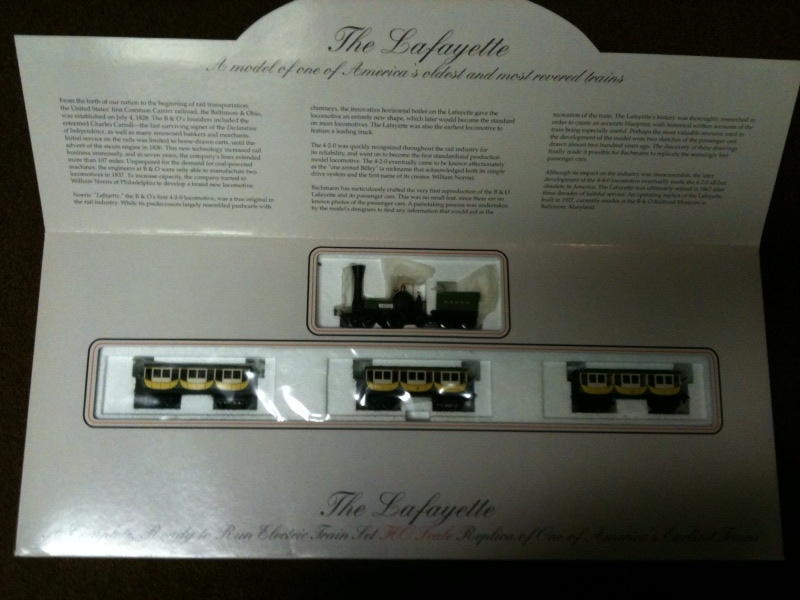 The Lafayette
A model of one of America's oldest and most revered trains
From the birth of our nation to the beginning of rail transportation,
the United States' first Common Carrier railroad, the Baltimore & Ohio,
was established on July 4, 1828. The B & O's founders included the
esteemed Charles Carroll—the last surviving signer of the Declaration
of Independence, as well as many renowned bankers and merchants.
Initial service on the rails was limited to horse-drawn carts, until the
advent of the steam engine in 1830. This new technology increased rail
business immensely, and in seven years, the company's lines extended
more than 107 miles. Unprepared for the demand for coal-powered
machines, the engineers at B & O were only able to manufacture two
locomotives in 1837. To increase capacity, the company turned to
William Norris of Philadelphia to develop a brand new locomotive.
Norris' "Lafayette," the B & O's first 4-2-0 locomotive, was a true original in
the rail industry. While its predecessors largely resembled pushcarts with
chimneys, the innovative horizontal boiler on the Lafayette gave the
locomotive an entirely new shape, which later would become the standard
on most locomotives. The Lafayette was also the earliest locomotive to
feature a leading truck.
The 4-2-0 was quickly recognized throughout the rail industry for
its reliability, and went on to become the first standardized production
model locomotive. The 4-2-0 eventually came to be known affectionately
as the "one armed Billey" (a nickname that acknowledged both its simple
drive system and the first name of its creator, William Norris).
Bachmann has meticulously crafted the very first reproduction of the B & O
Lafayette and its passenger cars. This was no small feat, since there are no
known photos of the passenger cars. A painstaking process was undertaken
by the model's designers to find any information that would aid in the
recreation of the train. The Lafayette's history was thoroughly researched in
order to create an accurate blueprint, with historical written accounts of the
train being especially useful. Perhaps the most valuable sources used in
the development of the model were two sketches of the passenger cars
drawn almost two hundred years ago. The discovery of these drawings
finally made it possible for Bachmann to replicate the seemingly lost
passenger cars.
Although its impact on the industry was immeasurable, the later
development of the 4-4-0 locomotive eventually made the 4-2-0 all but
obsolete in America. The Lafayette was ultimately retired in after
three decades of faithful service. An operating replica of the Lafayette,
built in 1927, currently resides at the B & O Railroad Museum in
Baltimore, Maryland.
The Lafayette
Ready to Run Electric Train Set HO Scale Replica of One of America's Earliest Trains